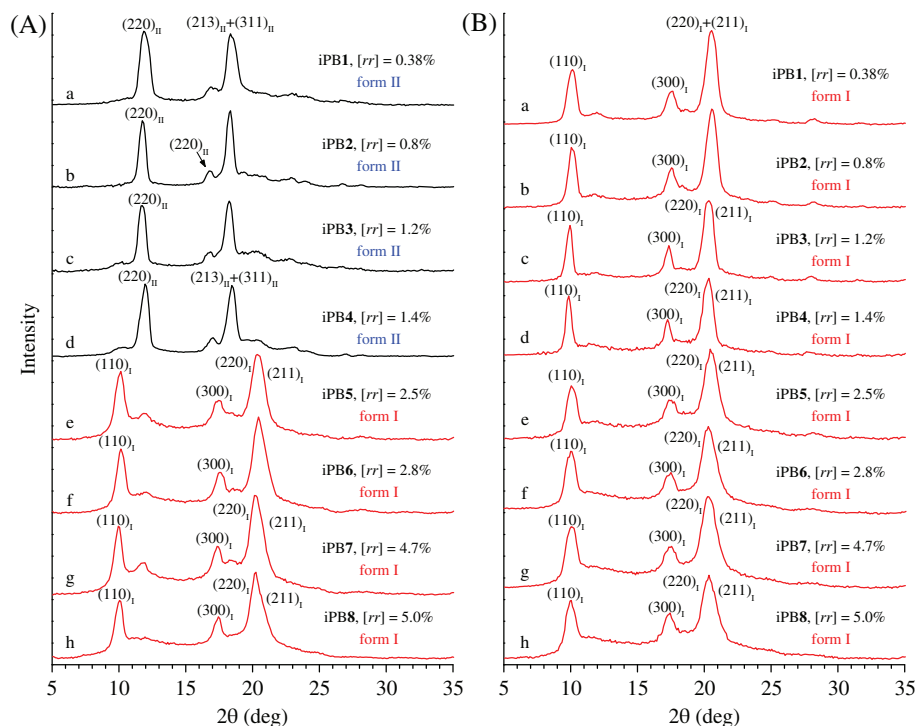 (A)
(220)II
(213)II+(311)II
iPB1, [rr] = 0.38%
form II
a
(220)II
(220)II
iPB2, [rr] = 0.8%
form II
b
(220)II
iPB3, [rr] = 1.2%
form II
c
(220)II
(213)II+(311)II
iPB4, [rr] = 1.4%
form II
d
(110)I
(300)I
(220)I
(211)I
iPB5, [rr] = 2.5%
form I
e
(110)I
(300)I
iPB6, [rr] = 2.8%
form I
f
(110)I
(300)I
(220)I
(211)I
iPB7, [rr] = 4.7%
form I
g
(110)I
(300)I
(220)I
(211)I
iPB8, [rr] = 5.0%
form I
h
Intensity
5 10 15 20 25 30 35
2θ (deg)
(B)
(110)I
(300)I
(220)I+(211)I
iPB1, [rr] = 0.38%
form I
a
(110)I
(300)I
iPB2, [rr] = 0.8%
form I
b
(110)I
(300)I
(220)I
(211)I
iPB3, [rr] = 1.2%
form I
c
(110)I
(300)I
(220)I
(211)I
iPB4, [rr] = 1.4%
form I
d
(110)I
(300)I
(220)I
(211)I
iPB5, [rr] = 2.5%
form I
e
(110)I
(300)I
(220)I
(211)I
iPB6, [rr] = 2.8%
form I
f
(110)I
(300)I
(220)I
(211)I
iPB7, [rr] = 4.7%
form I
g
(110)I
(300)I
(220)I
(211)I
iPB8, [rr] = 5.0%
form I
h
5 10 15 20 25 30 35
2θ (deg)